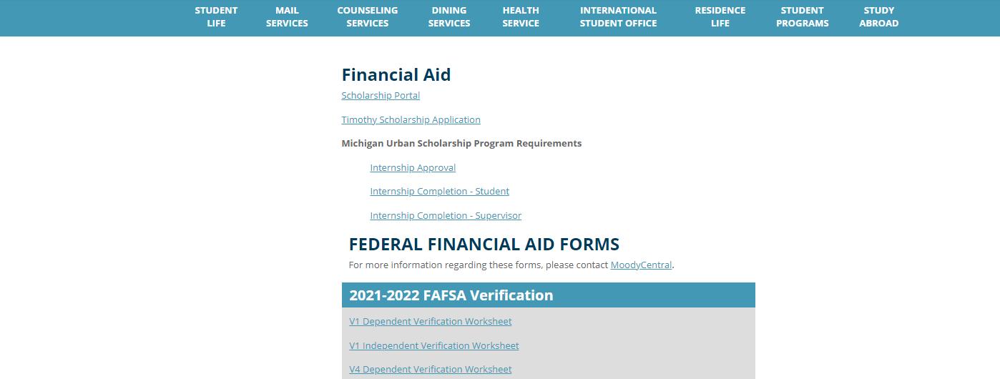 STUDENT LIFE
MAIL SERVICES
COUNSELING SERVICES
DINING SERVICES
HEALTH SERVICE
INTERNATIONAL STUDENT OFFICE
RESIDENCE LIFE
STUDENT PROGRAMS
STUDY ABROAD
Financial Aid
Scholarship Portal
Timothy Scholarship Application
Michigan Urban Scholarship Program Requirements
Internship Approval
Internship Completion - Student
Internship Completion - Supervisor
FEDERAL FINANCIAL AID FORMS
For more information regarding these forms, please contact MoodyCentral.
2021-2022 FAFSA Verification
V1 Dependent Verification Worksheet
V1 Independent Verification Worksheet
V4 Dependent Verification Worksheet